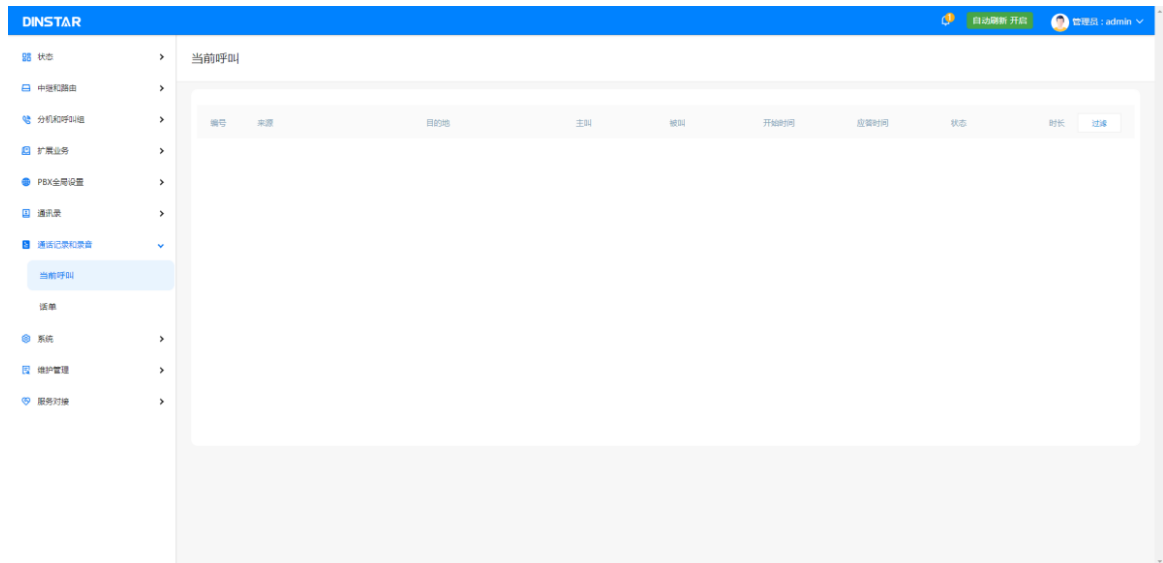 DINSTAR
自动刷新 开启
管理员 : admin
状态
中继和路由
分机和呼叫组
扩展业务
PBX全局设置
通讯录
通话记录和录音
当前呼叫
话单
系统
维护管理
服务对接
当前呼叫
编号 来源 目的地 主叫 被叫 开始时间 应答时间 状态 时长 过滤